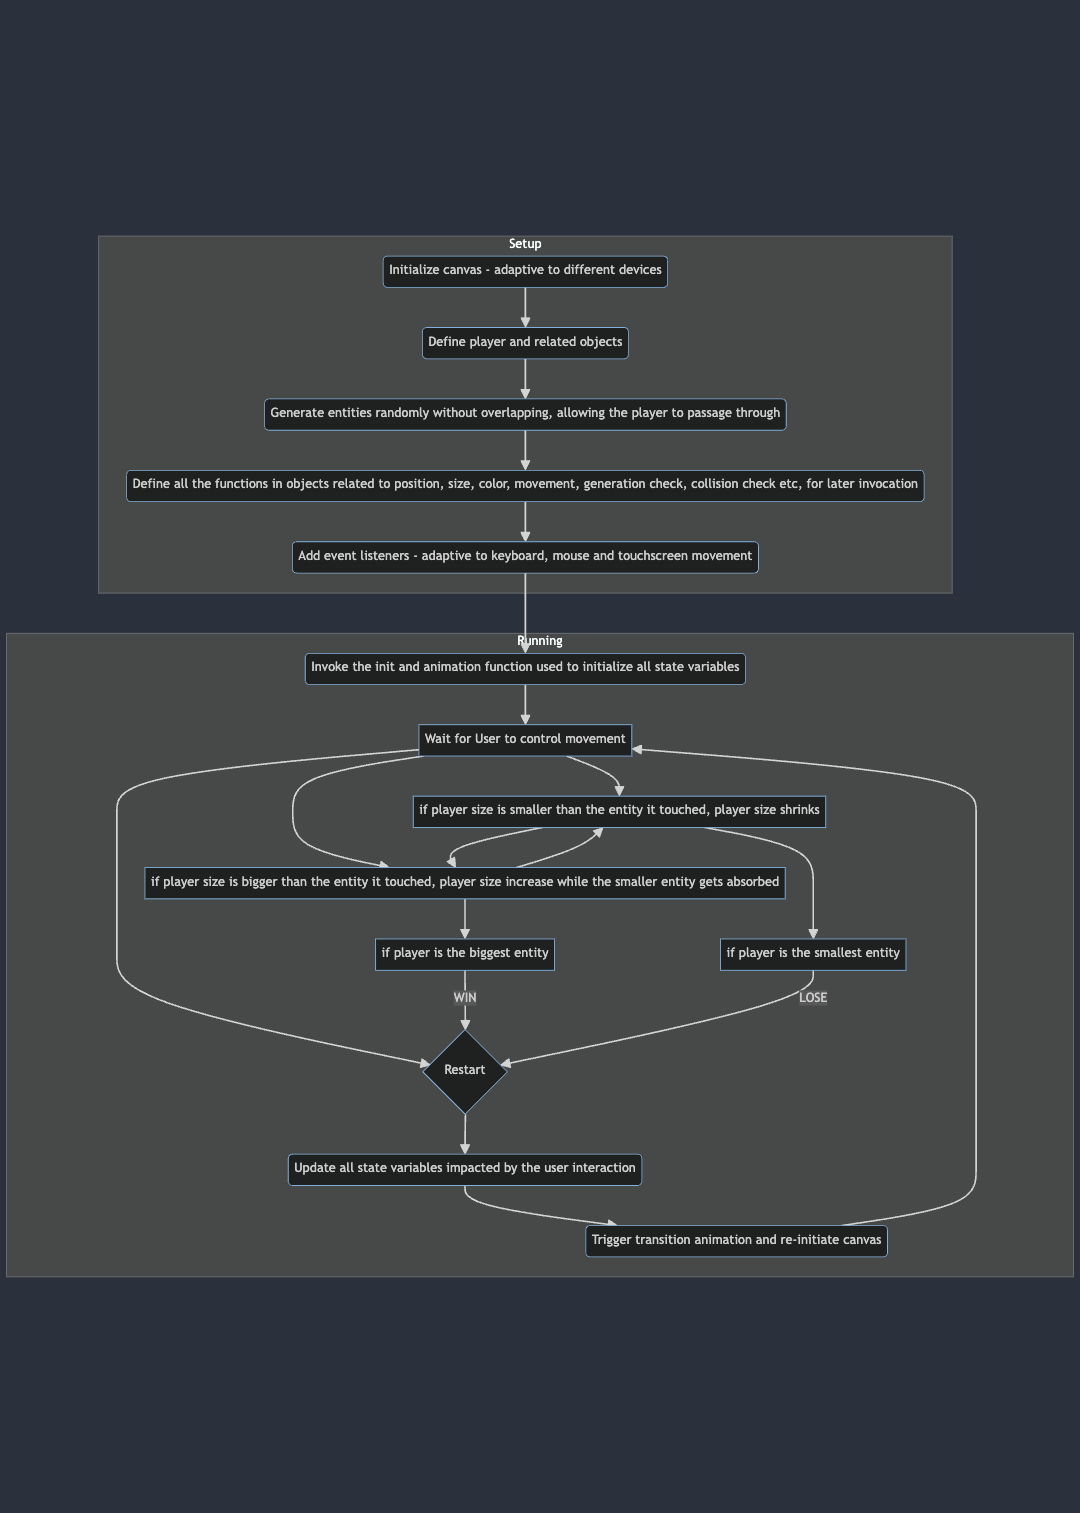 Setup
Initialize canvas - adaptive to different devices
Define player and related objects
Generate entities randomly without overlapping, allowing the player to passage through
Define all the functions in objects related to position, size, color, movement, generation check, collision check etc, for later invocation
Add event listeners - adaptive to keyboard, mouse and touchscreen movement
Running
Invoke the init and animation function used to initialize all state variables
Wait for User to control movement
if player size is smaller than the entity it touched, player size shrinks
if player size is bigger than the entity it touched, player size increase while the smaller entity gets absorbed
if player is the biggest entity
if player is the smallest entity
WIN
LOSE
Restart
Update all state variables impacted by the user interaction
Trigger transition animation and re-initiate canvas